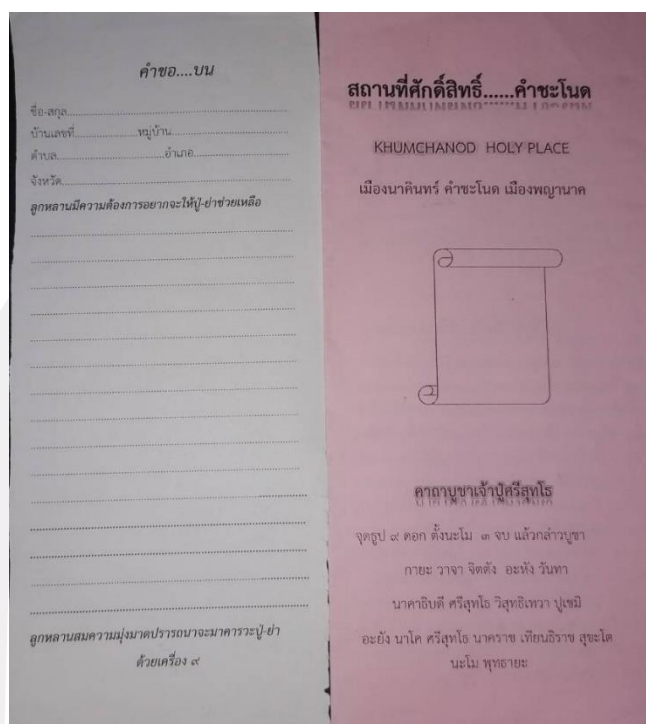 คำขอ....บน
ชื่อ-สกุล..............................................................
บ้านเลขที่..................หมู่บ้าน..............................
ตำบล..............................อำเภอ..........................
จังหวัด.................................................................
ลูกหลานมีความต้องการอยากจะให้ปู่-ย่าช่วยเหลือ
ลูกหลานสมความมุ่งมาดปรารถนาจะมาคารวะปู่-ย่า
ด้วยเครื่อง ๙
สถานที่ศักดิ์สิทธิ์......คำชะโนด
KHUMCHANOD HOLY PLACE
เมืองนาคินทร์ คำชะโนด เมืองพญานาค
คาถาบูชาเจ้าปู่ศรีสุทโธ
จุดธูป ๙ ดอก ตั้งนะโม ๓ จบ แล้วกล่าวบูชา
กายะ วาจา จิตตัง อะหัง วันทา
นาคาธิบดี ศรีสุทโธ วิสุทธิเทวา ปูเชมิ
อะยัง นาโค ศรีสุทโธ นาคราช เทียนธิราช สุขะโต
นะโม พุทธายะ